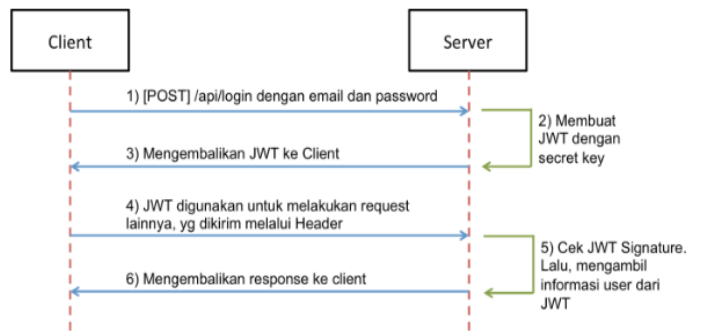 Client
Server
1) [POST] /api/login dengan email dan password
2) Membuat
JWT dengan
secret key
3) Mengembalikan JWT ke Client
4) JWT digunakan untuk melakukan request
lainnya, yg dikirim melalui Header
5) Cek JWT Signature.
Lalu, mengambil
informasi user dari
JWT
6) Mengembalikan response ke client